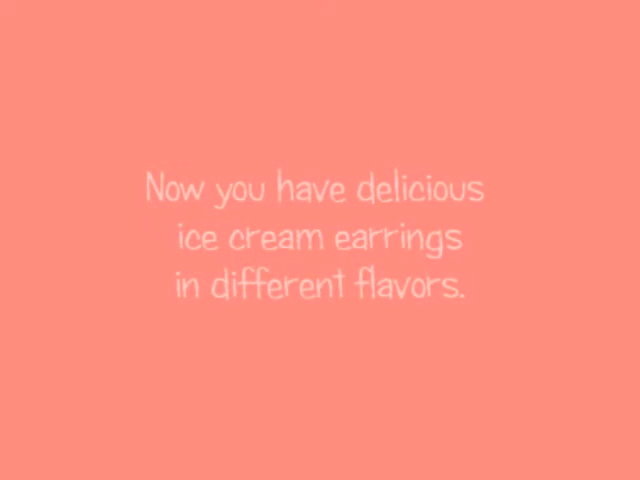 Now you have delicious
ice cream earrings
in different flavors.